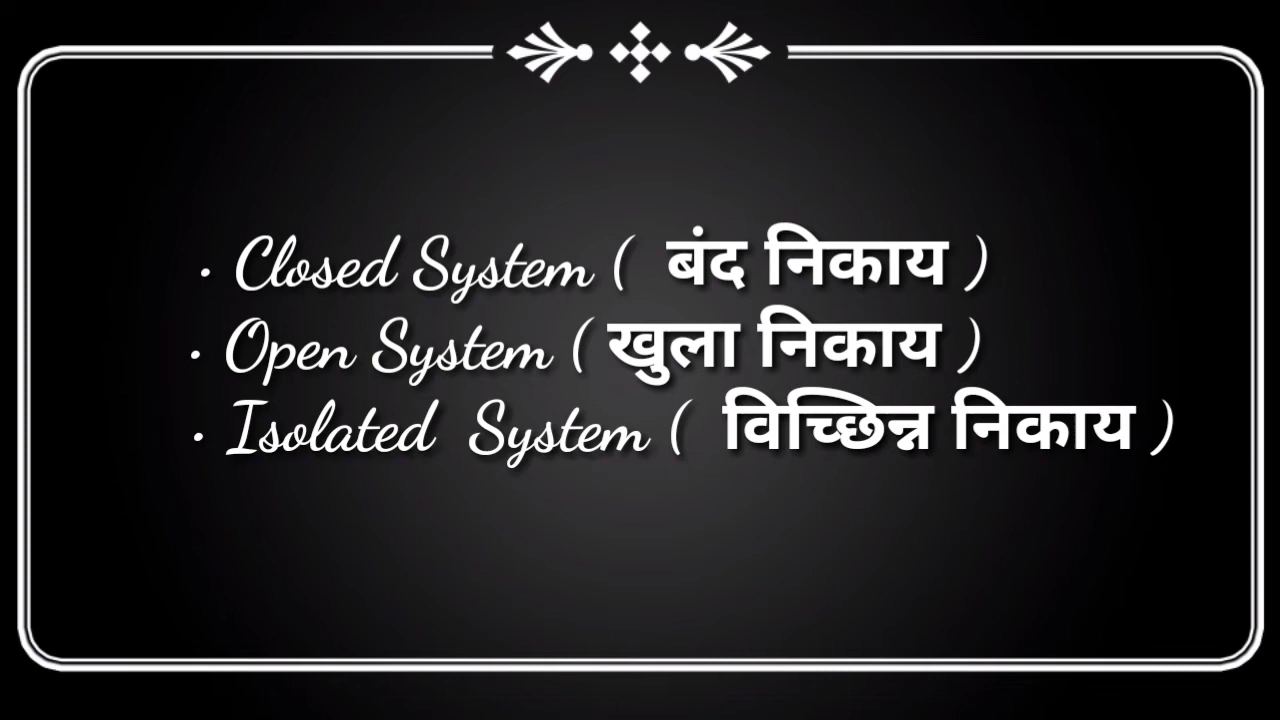 · Closed System ( बंद निकाय )
· Open System ( खुला निकाय )
· Isolated System ( विच्छिन्न निकाय )